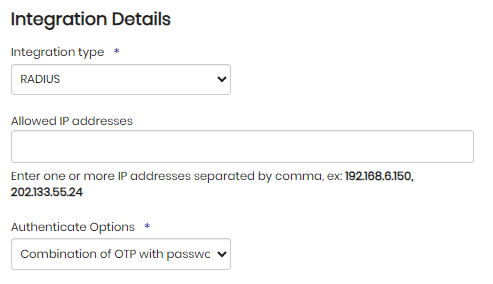 Integration Details
Integration type *
RADIUS
Allowed IP addresses
Enter one or more IP addresses separated by comma, ex: 192.168.6.150,
202.133.55.24
Authenticate Options *
Combination of OTP with passwo